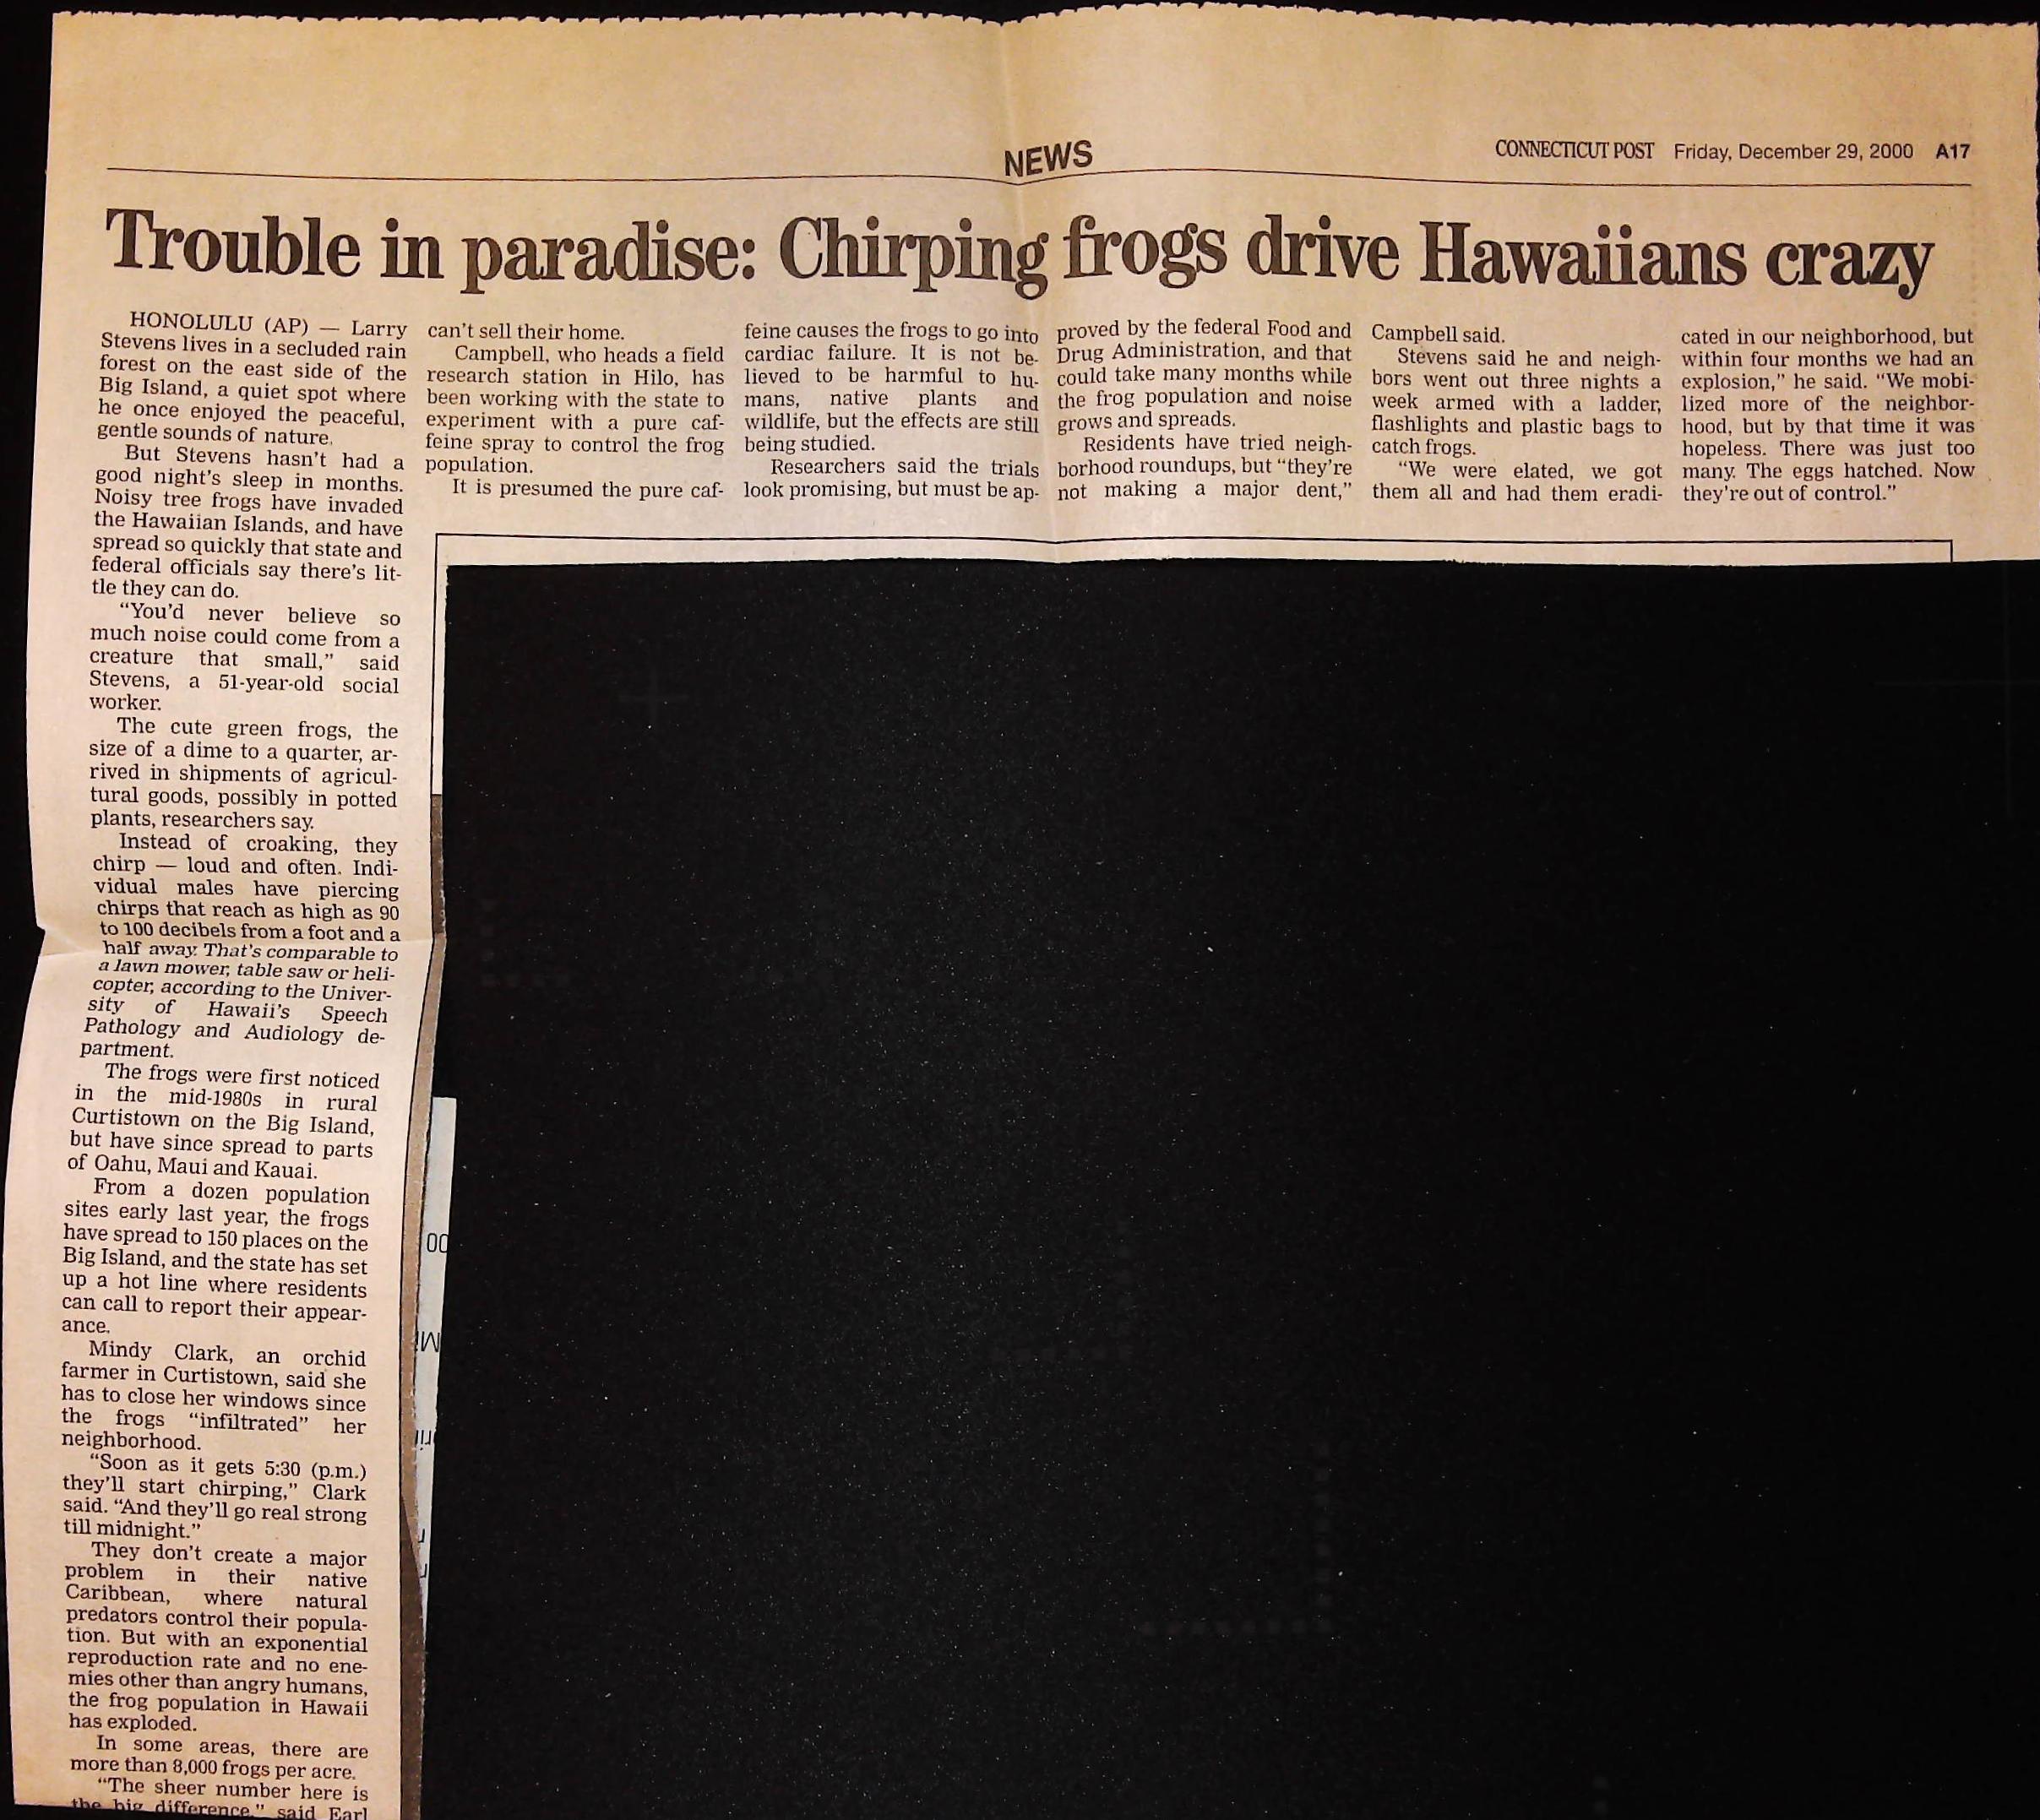 NEWS
CONNECTICUT POST Friday, December 29, 2000 A17
Trouble in paradise: Chirping frogs drive Hawaiians crazy
HONOLULU (AP) — Larry
Stevens lives in a secluded rain
forest on the east side of the
Big Island, a quiet spot where
he once enjoyed the peaceful,
gentle sounds of nature.
But Stevens hasn't had a
good night's sleep in months.
Noisy tree frogs have invaded
the Hawaiian Islands, and have
spread so quickly that state and
federal officials say there's lit-
tle they can do.
"You'd never believe so
much noise could come from a
creature that small," said
Stevens, a 51-year-old social
worker.
The cute green frogs, the
size of a dime to a quarter, ar-
rived in shipments of agricul-
tural goods, possibly in potted
plants, researchers say.
Instead of croaking, they
chirp — loud and often. Indi-
vidual males have piercing
chirps that reach as high as 90
to 100 decibels from a foot and a
half away. That's comparable to
a lawn mower, table saw or heli-
copter, according to the Univer-
sity of Hawaii's Speech
Pathology and Audiology de-
partment.
The frogs were first noticed
in the mid-1980s in rural
Curtistown on the Big Island,
but have since spread to parts
of Oahu, Maui and Kauai.
From a dozen population
sites early last year, the frogs
have spread to 150 places on the
Big Island, and the state has set
up a hot line where residents
can call to report their appear-
ance.
Mindy Clark, an orchid
farmer in Curtistown, said she
has to close her windows since
the frogs "infiltrated" her
neighborhood.
"Soon as it gets 5:30 (p.m.)
they'll start chirping," Clark
said. "And they'll go real strong
till midnight."
They don't create a major
problem in their native
Caribbean, where natural
predators control their popula-
tion. But with an exponential
reproduction rate and no ene-
mies other than angry humans,
the frog population in Hawaii
has exploded.
In some areas, there are
more than 8,000 frogs per acre.
"The sheer number here is
the big difference," said Earl
can't sell their home.
Campbell, who heads a field
research station in Hilo, has
been working with the state to
experiment with a pure caf-
feine spray to control the frog
population.
It is presumed the pure caf-
feine causes the frogs to go into
cardiac failure. It is not be-
lieved to be harmful to hu-
mans, native plants and
wildlife, but the effects are still
being studied.
Researchers said the trials
look promising, but must be ap-
proved by the federal Food and
Drug Administration, and that
could take many months while
the frog population and noise
grows and spreads.
Residents have tried neigh-
borhood roundups, but "they're
not making a major dent,"
Campbell said.
Stevens said he and neigh-
bors went out three nights a
week armed with a ladder,
flashlights and plastic bags to
catch frogs.
"We were elated, we got
them all and had them eradi-
cated in our neighborhood, but
within four months we had an
explosion," he said. "We mobi-
lized more of the neighbor-
hood, but by that time it was
hopeless. There was just too
many. The eggs hatched. Now
they're out of control."